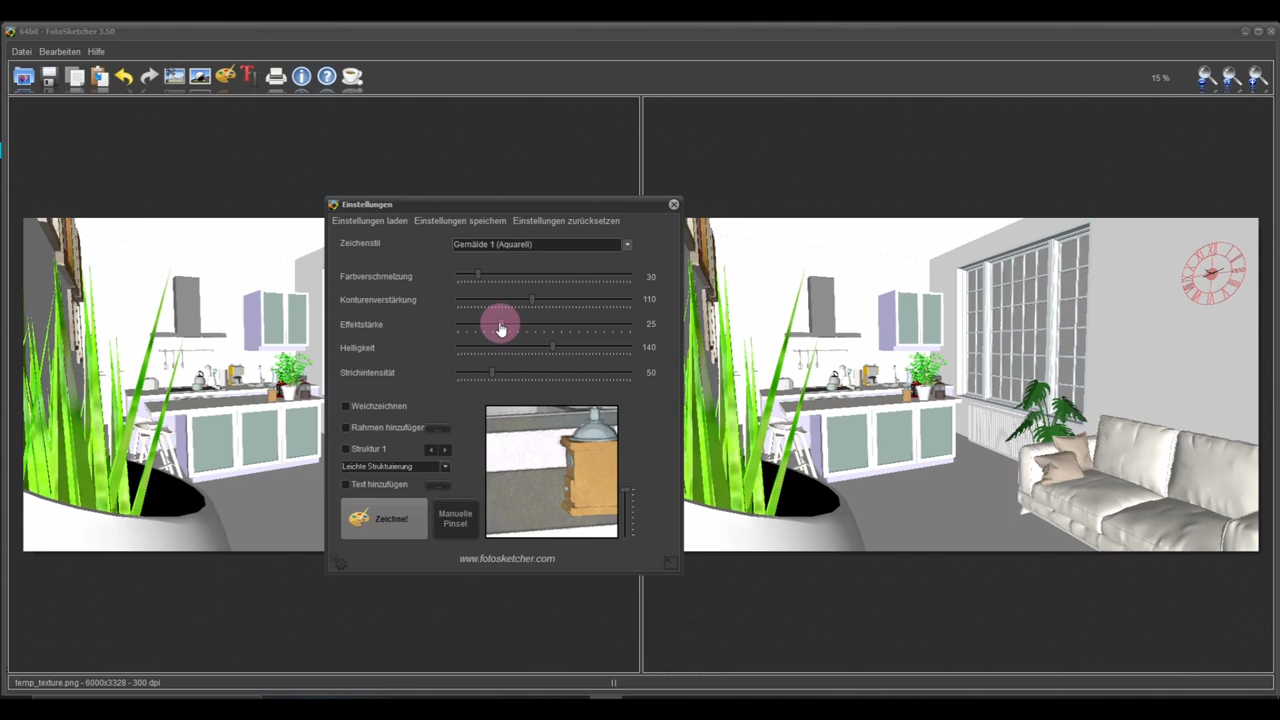 64bit - FotoSketcher 3.50
Datei Bearbeiten Hilfe
15 %
Einstellungen
Einstellungen laden Einstellungen speichern Einstellungen zurücksetzen
Zeichenstil Gemälde 1 (Aquarell)
Farbverschmelzung 30
Konturenverstärkung 110
Effektstärke 25
Helligkeit 140
Strichintensität 50
Weichzeichnen
Rahmen hinzufüger ...
Struktur 1
Leichte Strukturierung
Text hinzufügen ...
Zeichne!
Manuelle
Pinsel
www.fotosketcher.com
temp_texture.png - 6000x3328 - 300 dpi